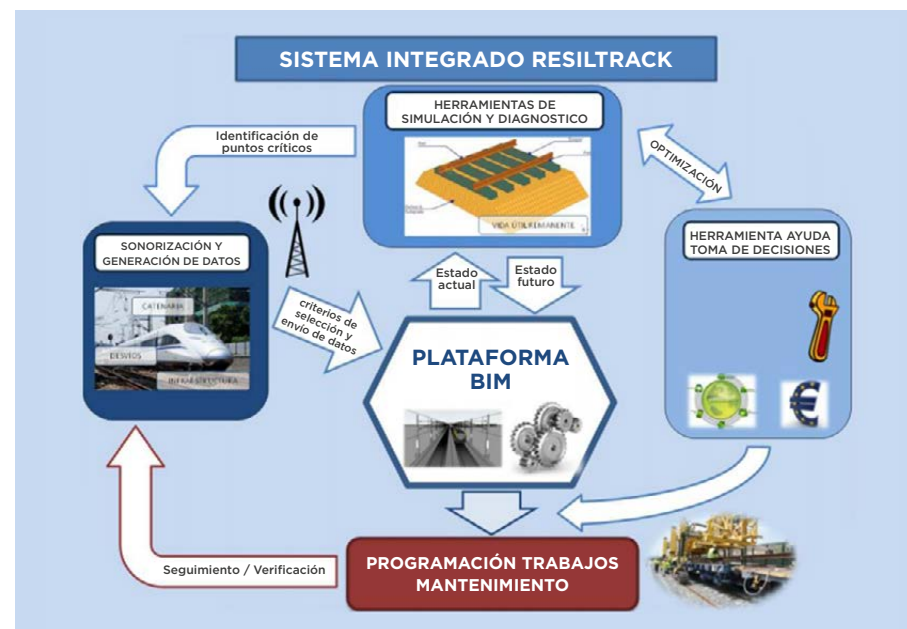 SISTEMA INTEGRADO RESILTRACK
HERRAMIENTAS DE
SIMULACIÓN Y DIAGNOSTICO
VIDA ÚTIL REMANENTE
Identificación de
puntos críticos
OPTIMIZACIÓN
SONORIZACIÓN Y
GENERACIÓN DE DATOS
CATENARIA
DESVÍOS
INFRAESTRUCTURA
HERRAMIENTA AYUDA
TOMA DE DECISIONES
Estado
actual
Estado
futuro
criterios de
selección y
envío de datos
PLATAFORMA
BIM
PROGRAMACIÓN TRABAJOS
MANTENIMIENTO
Seguimiento / Verificación